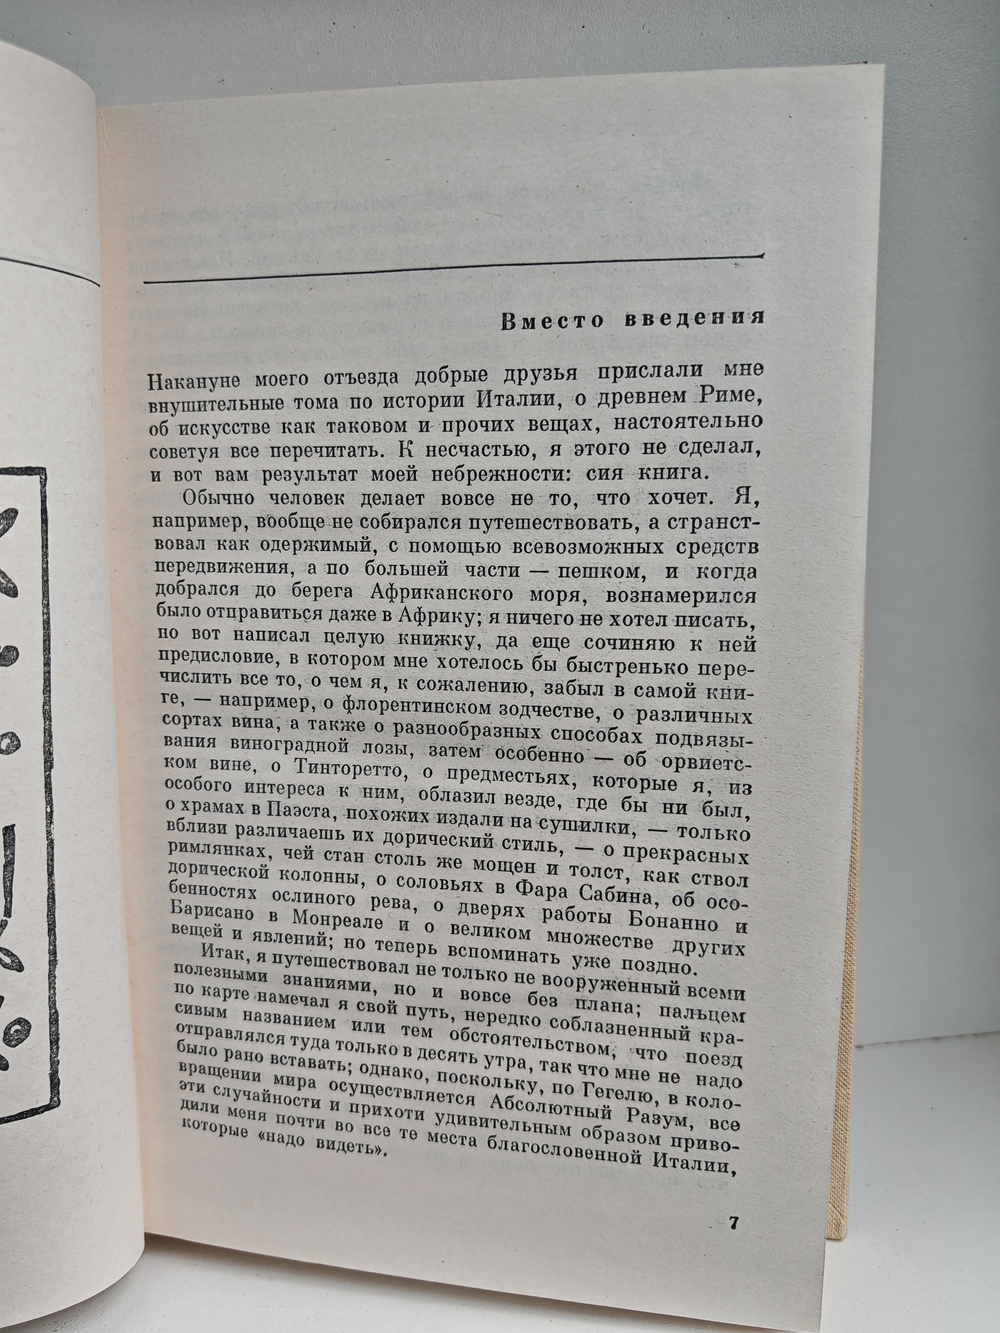 Вместо введения
Накануне моего отъезда добрые друзья прислали мне
внушительные тома по истории Италии, о древнем Риме,
об искусстве как таковом и прочих вещах, настоятельно
советуя все перечитать. К несчастью, я этого не сделал,
и вот вам результат моей небрежности: сия книга.
Обычно человек делает вовсе не то, что хочет. Я,
например, вообще не собирался путешествовать, а странст-
вовал как одержимый, с помощью всевозможных средств
передвижения, а по большей части — пешком, и когда
добрался до берега Африканского моря, вознамерился
было отправиться даже в Африку; я ничего не хотел писать,
но вот написал целую книжку, да еще сочиняю к ней
предисловие, в котором мне хотелось бы быстренько пере-
числить все то, о чем я, к сожалению, забыл в самой кни-
ге, — например, о флорентинском зодчестве, о различных
сортах вина, а также о разнообразных способах подвязы-
вания виноградной лозы, затем особенно — об орвиетс-
ком вине, о Тинторетто, о предместьях, которые я, из
особого интереса к ним, облазил везде, где бы ни был,
о храмах в Паэста, похожих издали на сушилки, — только
вблизи различаешь их дорический стиль, — о прекрасных
римлянках, чей стан столь же мощен и толст, как ствол
дорической колонны, о соловьях в Фара Сабина, об осо-
бенностях ослиного рева, о дверях работы Бонанно и
Барисано в Монреале и о великом множестве других
вещей и явлений; но теперь вспоминать уже поздно.
Итак, я путешествовал не только не вооруженный всеми
полезными знаниями, но и вовсе без плана; пальцем
по карте намечал я свой путь, нередко соблазненный кра-
сивым названием или тем обстоятельством, что поезд
отправлялся туда только в десять утра, так что мне не надо
было рано вставать; однако, поскольку, по Гегелю, в коло-
вращении мира осуществляется Абсолютный Разум, все
эти случайности и прихоти удивительным образом приво-
дили меня почти во все те места благословенной Италии,
которые «надо видеть».
7